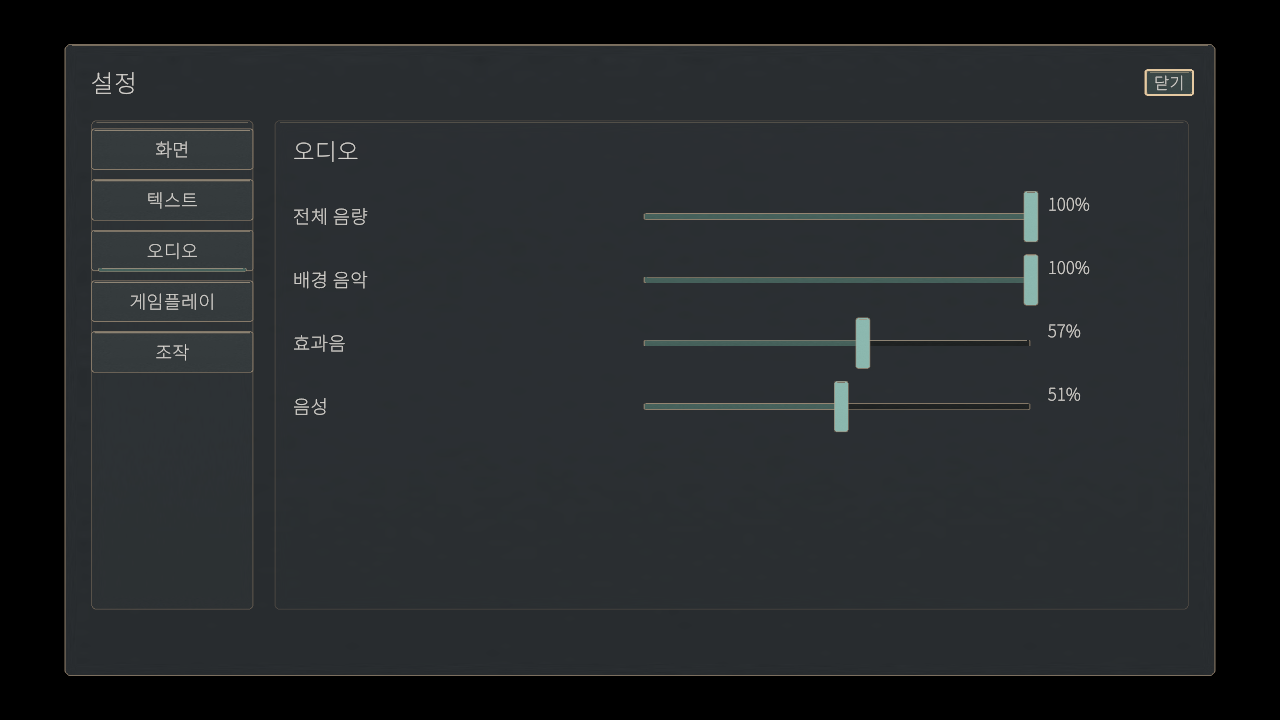 설정
닫기
화면
텍스트
오디오
게임플레이
조작
오디오
전체 음량
100%
배경 음악
100%
효과음
57%
음성
51%